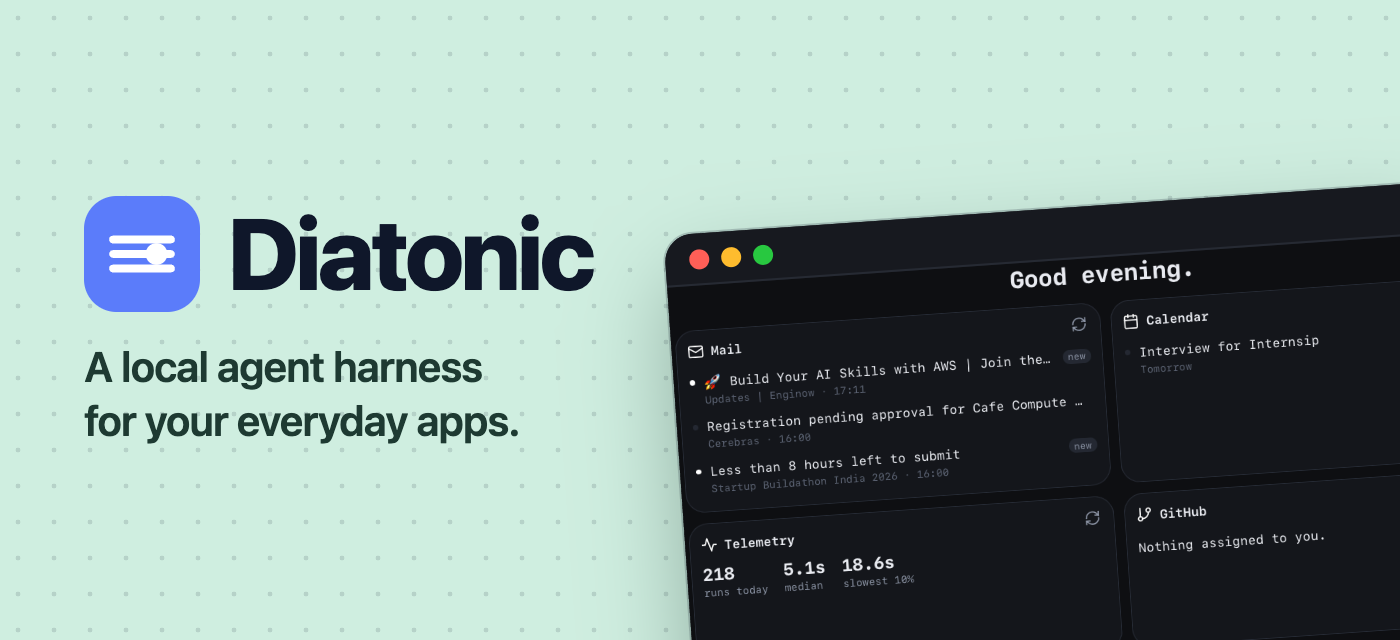 Diatonic
A local agent harness
for your everyday apps.
Good evening.
Mail
🚀 Build Your AI Skills with AWS | Join the…
new
Updates | Enginow · 17:11
Registration pending approval for Cafe Compute …
Cerebras · 16:00
Less than 8 hours left to submit
new
Startup Buildathon India 2026 · 16:00
Calendar
Interview for Internsip
Tomorrow
Telemetry
218 5.1s 18.6s
runs today median slowest 10%
GitHub
Nothing assigned to you.